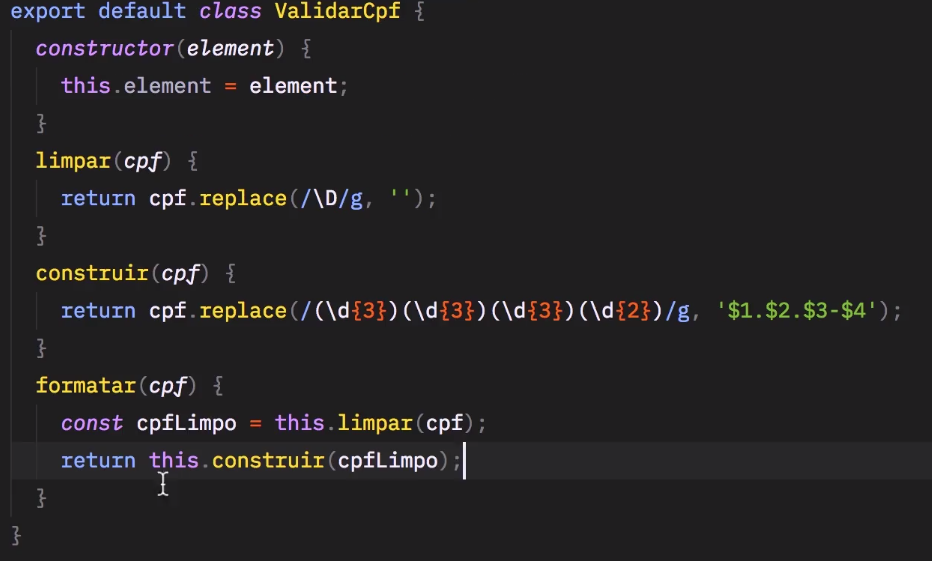 export default class ValidarCpf {
constructor(element) {
this.element = element;
}
limpar(cpf) {
return cpf.replace(/\D/g, '');
}
construir(cpf) {
return cpf.replace(/(\d{3})(\d{3})(\d{3})(\d{2})/g, '$1.$2.$3-$4');
}
formatar(cpf) {
const cpfLimpo = this.limpar(cpf);
return this.construir(cpfLimpo);
}
}